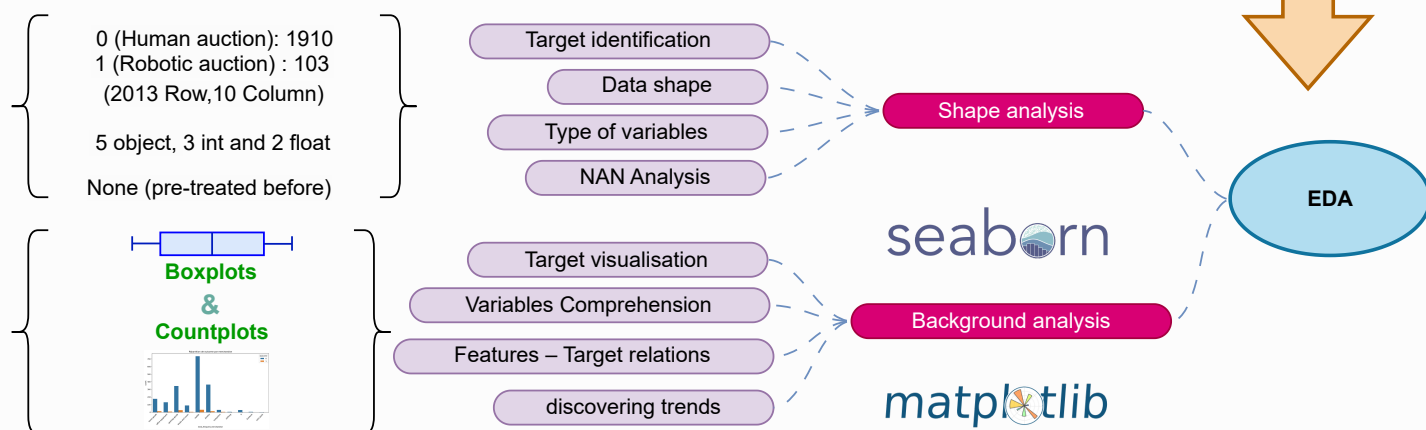 0 (Human auction): 1910
1 (Robotic auction) : 103
(2013 Row,10 Column)
5 object, 3 int and 2 float
None (pre-treated before)
Target identification
Data shape
Type of variables
NAN Analysis
Shape analysis
EDA
seaborn
Boxplots
&
Countplots
Target visualisation
Variables Comprehension
Features – Target relations
discovering trends
Background analysis
matplotlib